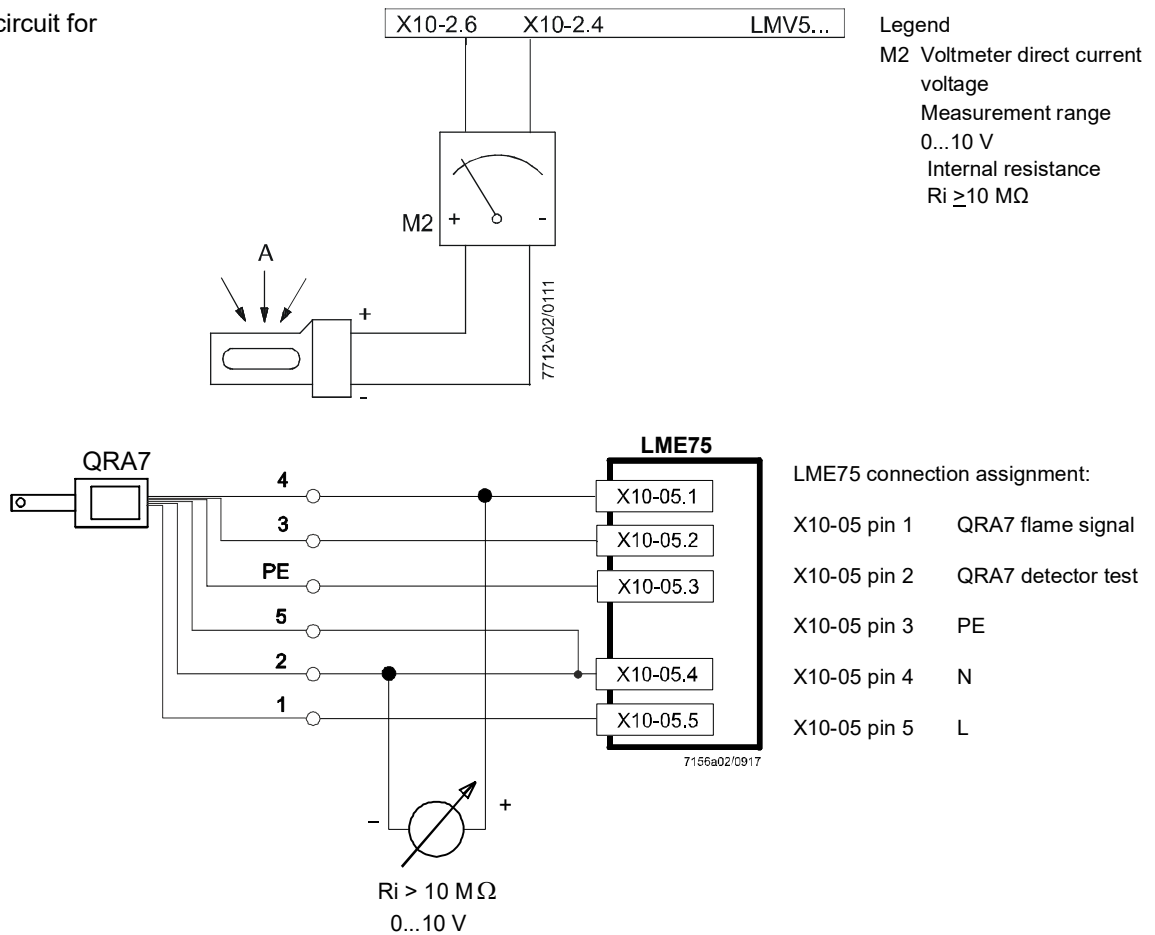 circuit for
X10-2.6 X10-2.4 LMV5...
Legend
M2 Voltmeter direct current
voltage
Measurement range
0...10 V
Internal resistance
Ri ≥10 MΩ
M2 + -
A
+
-
7712v02/0111
LME75
QRA7
4
X10-05.1
3
X10-05.2
PE
X10-05.3
5
2
X10-05.4
1
X10-05.5
7156a02/0917
LME75 connection assignment:
X10-05 pin 1 QRA7 flame signal
X10-05 pin 2 QRA7 detector test
X10-05 pin 3 PE
X10-05 pin 4 N
X10-05 pin 5 L
– +
Ri > 10 MΩ
0...10 V